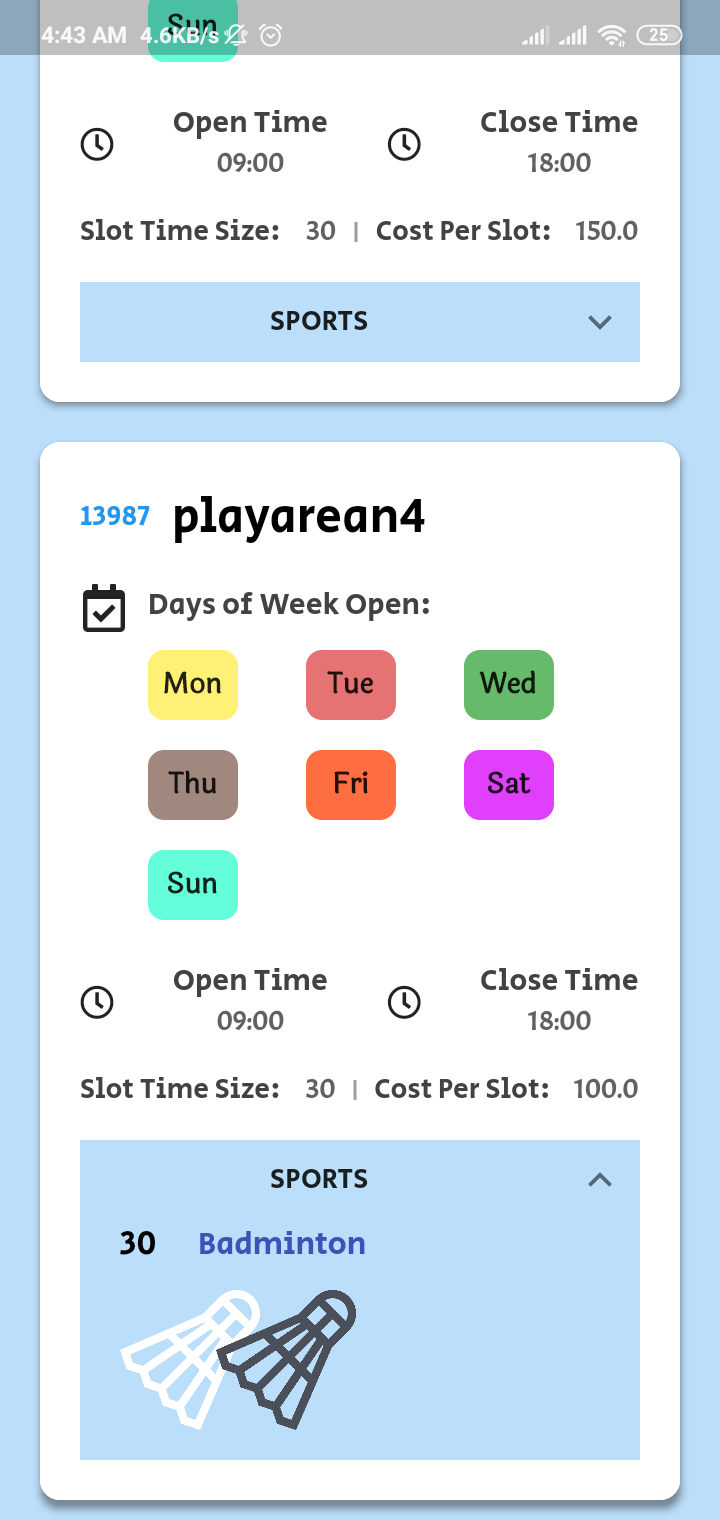 Sun
4:43 AM 4.6KB/s 25
Open Time Close Time
09:00 18:00
Slot Time Size: 30 | Cost Per Slot: 150.0
SPORTS
13987 playarean4
Days of Week Open:
Mon Tue Wed
Thu Fri Sat
Sun
Open Time Close Time
09:00 18:00
Slot Time Size: 30 | Cost Per Slot: 100.0
SPORTS
30 Badminton